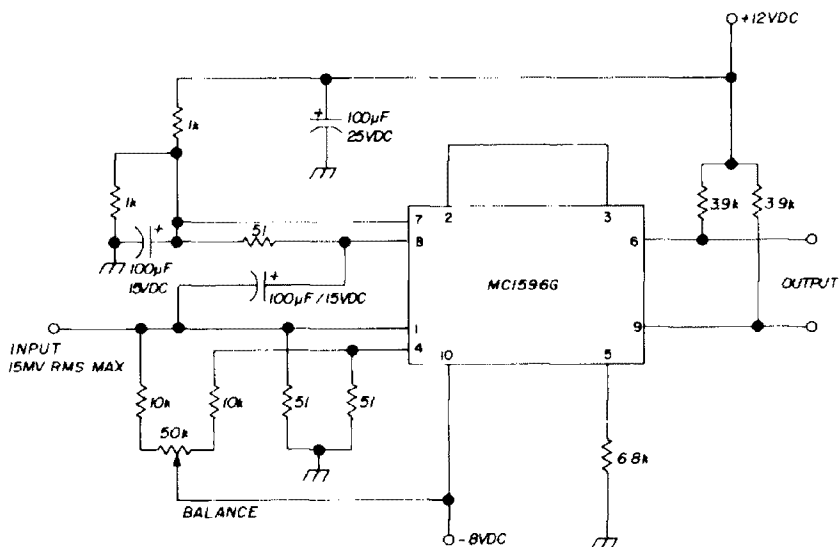 +12VDC
1k
+
100µF
25VDC
1k
+
100µF
15VDC
51
+
100µF/15VDC
7
8
1
4
2
3
10
5
6
9
MC1596G
3.9k
3.9k
OUTPUT
INPUT
15MV RMS MAX
10k
10k
51
51
50k
BALANCE
6.8k
-8VDC